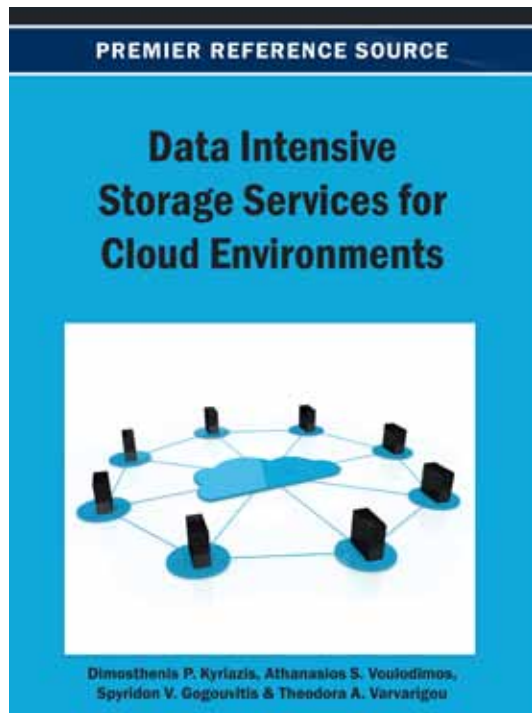 PREMIER REFERENCE SOURCE
Data Intensive
Storage Services for
Cloud Environments
Dimosthenis P. Kyriazis, Athanasios S. Voulodimos,
Spyridon V. Gogouvitis & Theodora A. Varvarigou